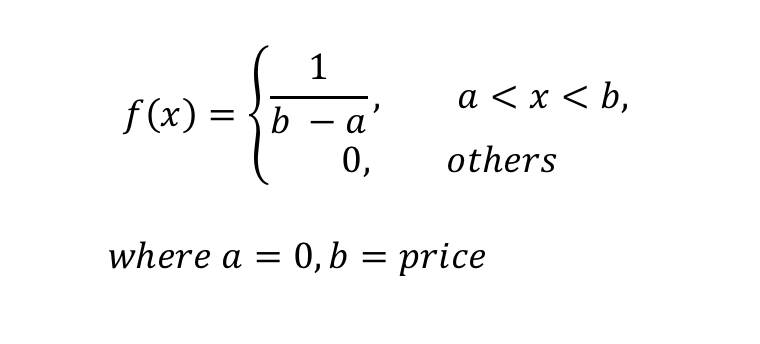 f(x) = { 1 / (b − a), a < x < b,
0, others
where a = 0, b = price